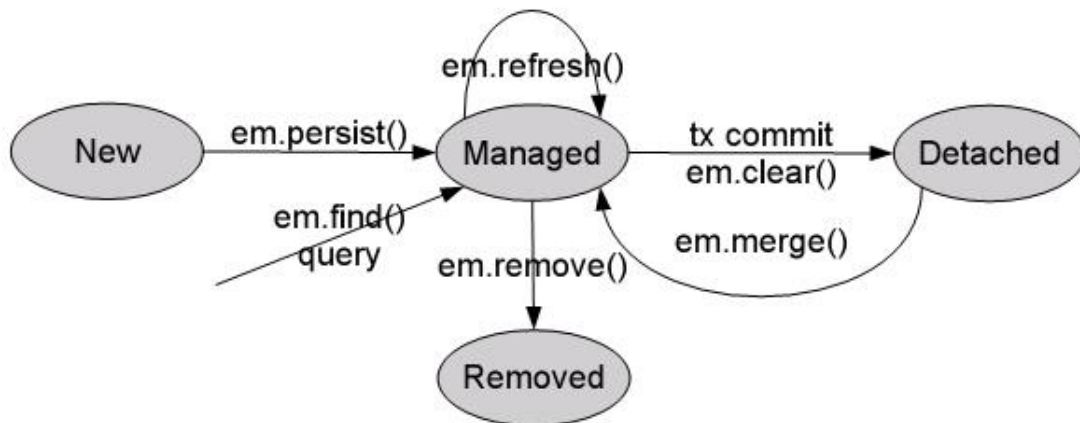 em.refresh()
New
em.persist()
Managed
tx commit
em.clear()
Detached
em.find()
query
em.remove()
em.merge()
Removed